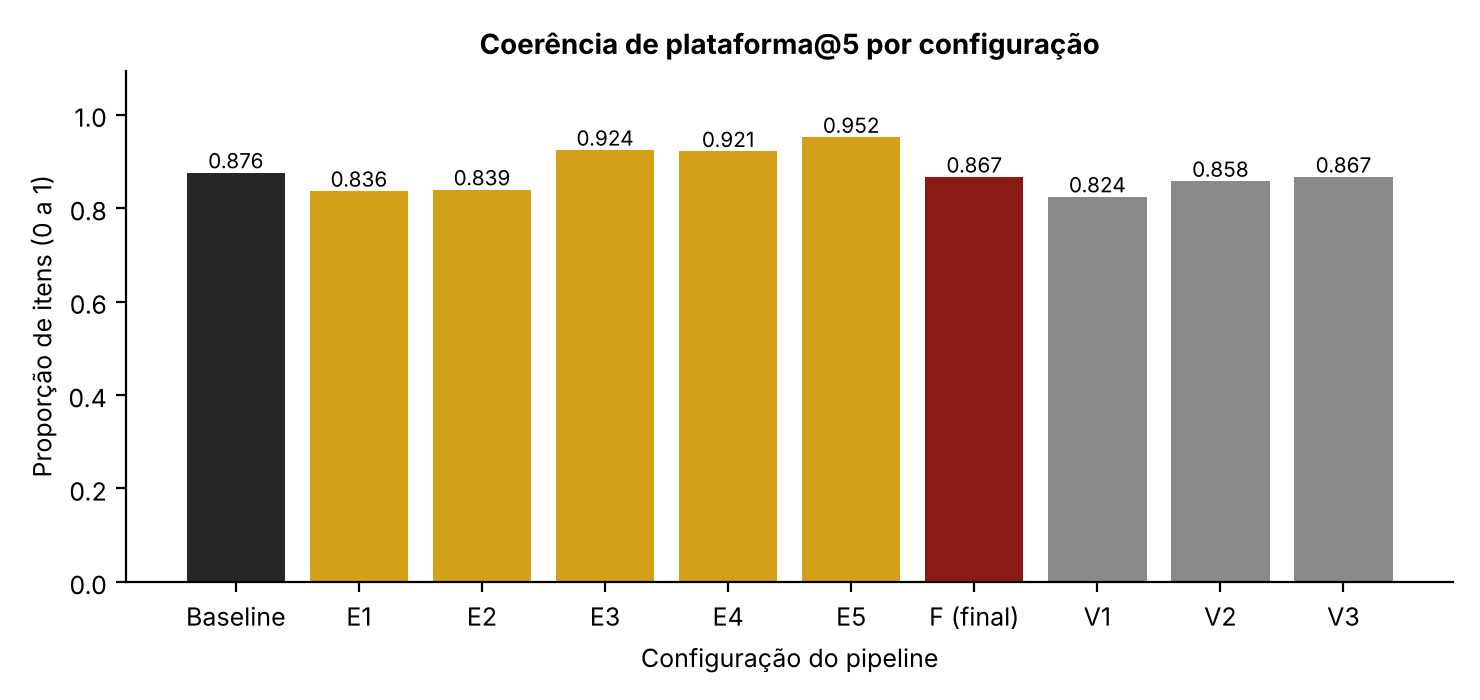 Coerência de plataforma@5 por configuração
Proporção de itens (0 a 1)
1.0
0.8
0.6
0.4
0.2
0.0
0.876
0.836
0.839
0.924
0.921
0.952
0.867
0.824
0.858
0.867
Baseline
E1
E2
E3
E4
E5
F (final)
V1
V2
V3
Configuração do pipeline